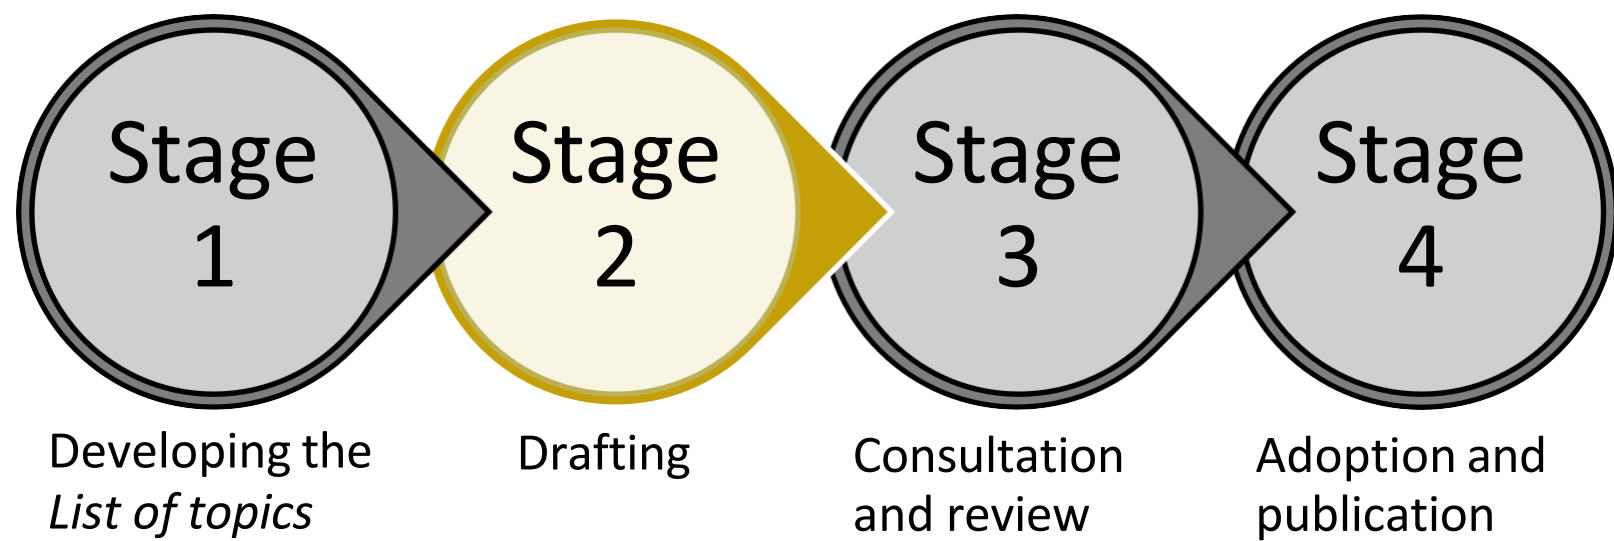 Stage
1
Stage
2
Stage
3
Stage
4
Developing the
List of topics
Drafting
Consultation
and review
Adoption and
publication